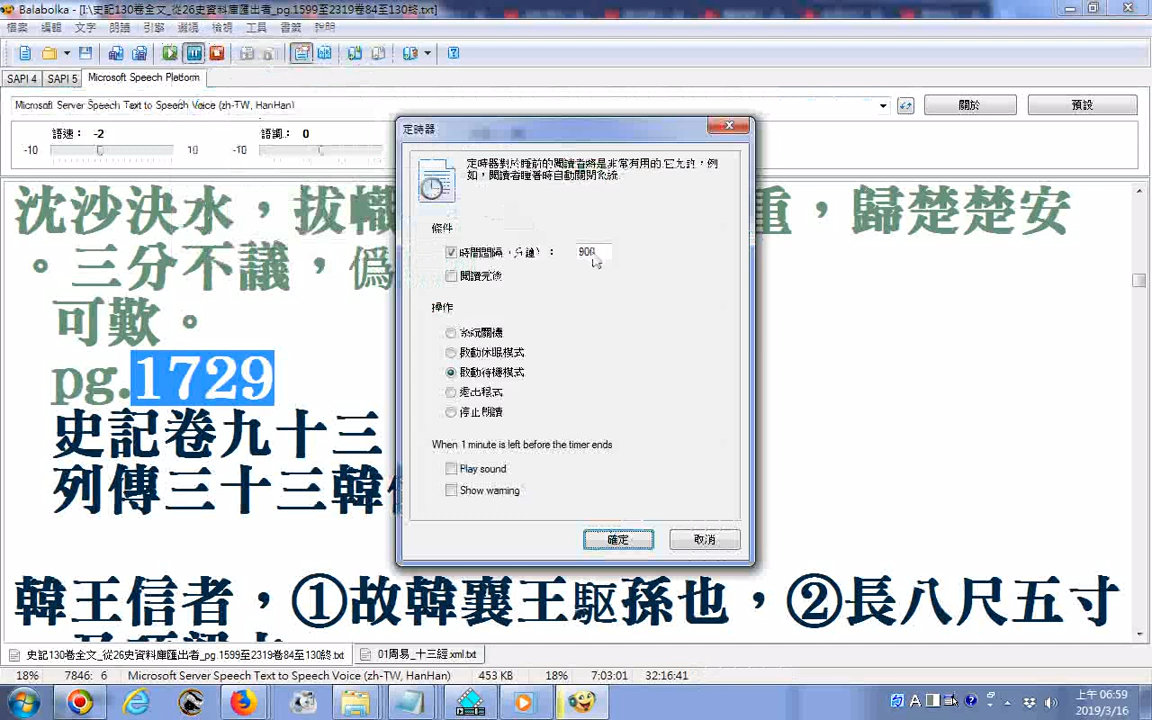 Balabolka - [I:\史記130卷全文_從26史資料庫匯出者_pg.1599至2319卷84至130終.txt]
檔案 編輯 文字 朗讀 引擎 選項 檢視 工具 書籤 說明
SAPI 4 SAPI 5 Microsoft Speech Platform
Microsoft Server Speech Text to Speech Voice (zh-TW, HanHan)
關於 預設
語速： -2 語調： 0
-10 10 -10
定時器
定時器對於睡前的閱讀者將是非常有用的.它允許，例
如，閱讀者睡著時自動關閉系統.
條件
時間間隔（分鐘）： 900
閱讀完後
操作
系統關機
啟動休眠模式
啟動待機模式
退出程式
停止朗讀
When 1 minute is left before the timer ends
Play sound
Show warning
確定 取消
沈沙決水，拔幟 重，歸楚楚安
。三分不議，偽
可歎。
pg.1729
史記卷九十三
列傳三十三韓
韓王信者，①故韓襄王駆孫也，②長八尺五寸
史記130卷全文_從26史資料庫匯出者_pg.1599至2319卷84至130終.txt 01周易_十三經.xml.txt
18% 7846: 6 Microsoft Server Speech Text to Speech Voice (zh-TW, HanHan) 453 KB 18% 7:03:01 32:16:41
上午 06:59
2019/3/16